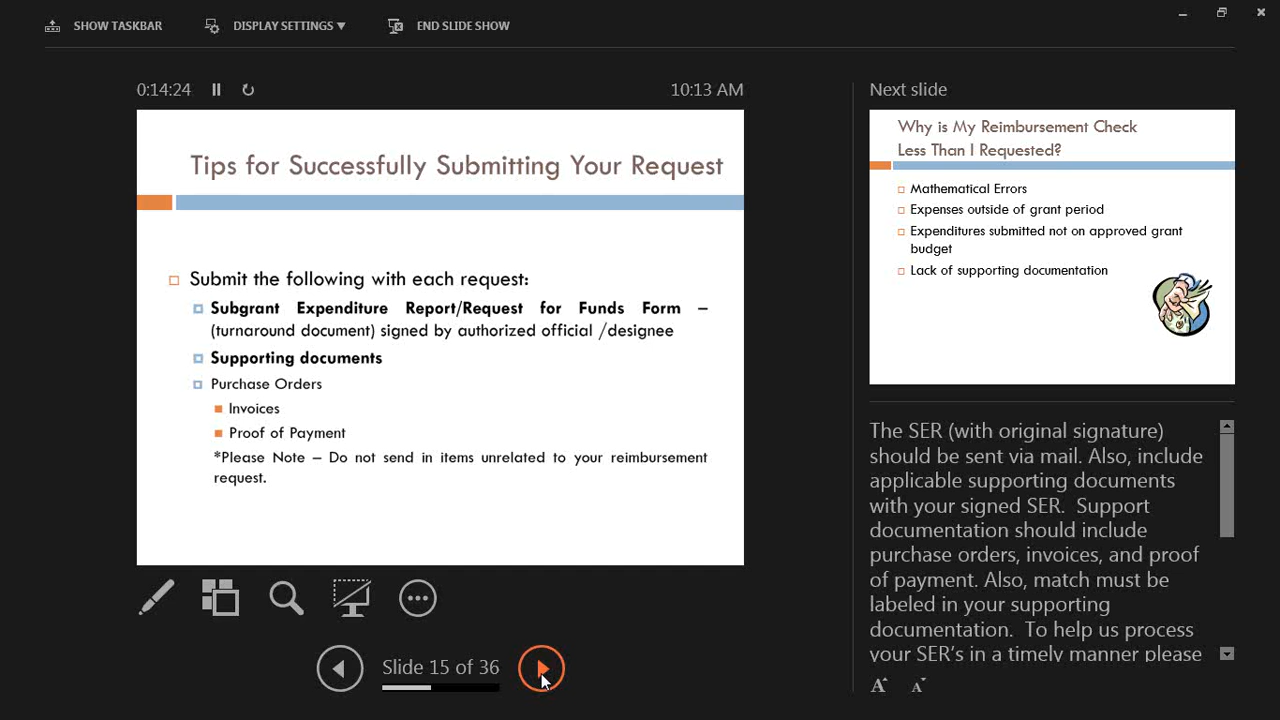 SHOW TASKBAR
DISPLAY SETTINGS ▼
END SLIDE SHOW
0:14:24
10:13 AM
Tips for Successfully Submitting Your Request
Submit the following with each request:
Subgrant Expenditure Report/Request for Funds Form –
(turnaround document) signed by authorized official /designee
Supporting documents
Purchase Orders
Invoices
Proof of Payment
*Please Note – Do not send in items unrelated to your reimbursement
request.
Slide 15 of 36
Next slide
Why is My Reimbursement Check
Less Than I Requested?
Mathematical Errors
Expenses outside of grant period
Expenditures submitted not on approved grant
budget
Lack of supporting documentation
The SER (with original signature)
should be sent via mail. Also, include
applicable supporting documents
with your signed SER.  Support
documentation should include
purchase orders, invoices, and proof
of payment. Also, match must be
labeled in your supporting
documentation.  To help us process
your SER's in a timely manner please
A A